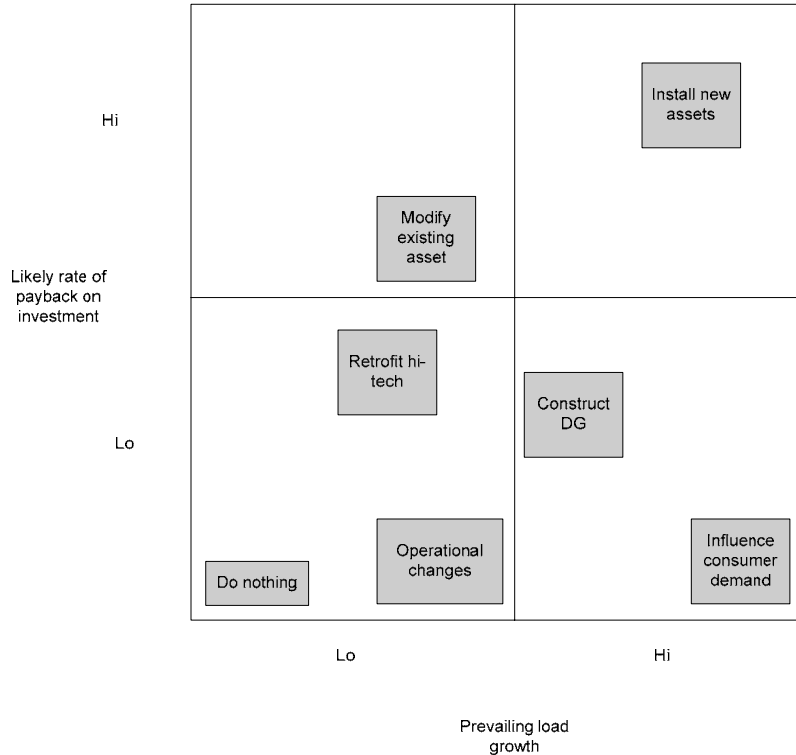 Hi
Install new
assets
Modify
existing
asset
Likely rate of
payback on
investment
Retrofit hi-
tech
Construct
DG
Lo
Do nothing
Operational
changes
Influence
consumer
demand
Lo
Hi
Prevailing load
growth